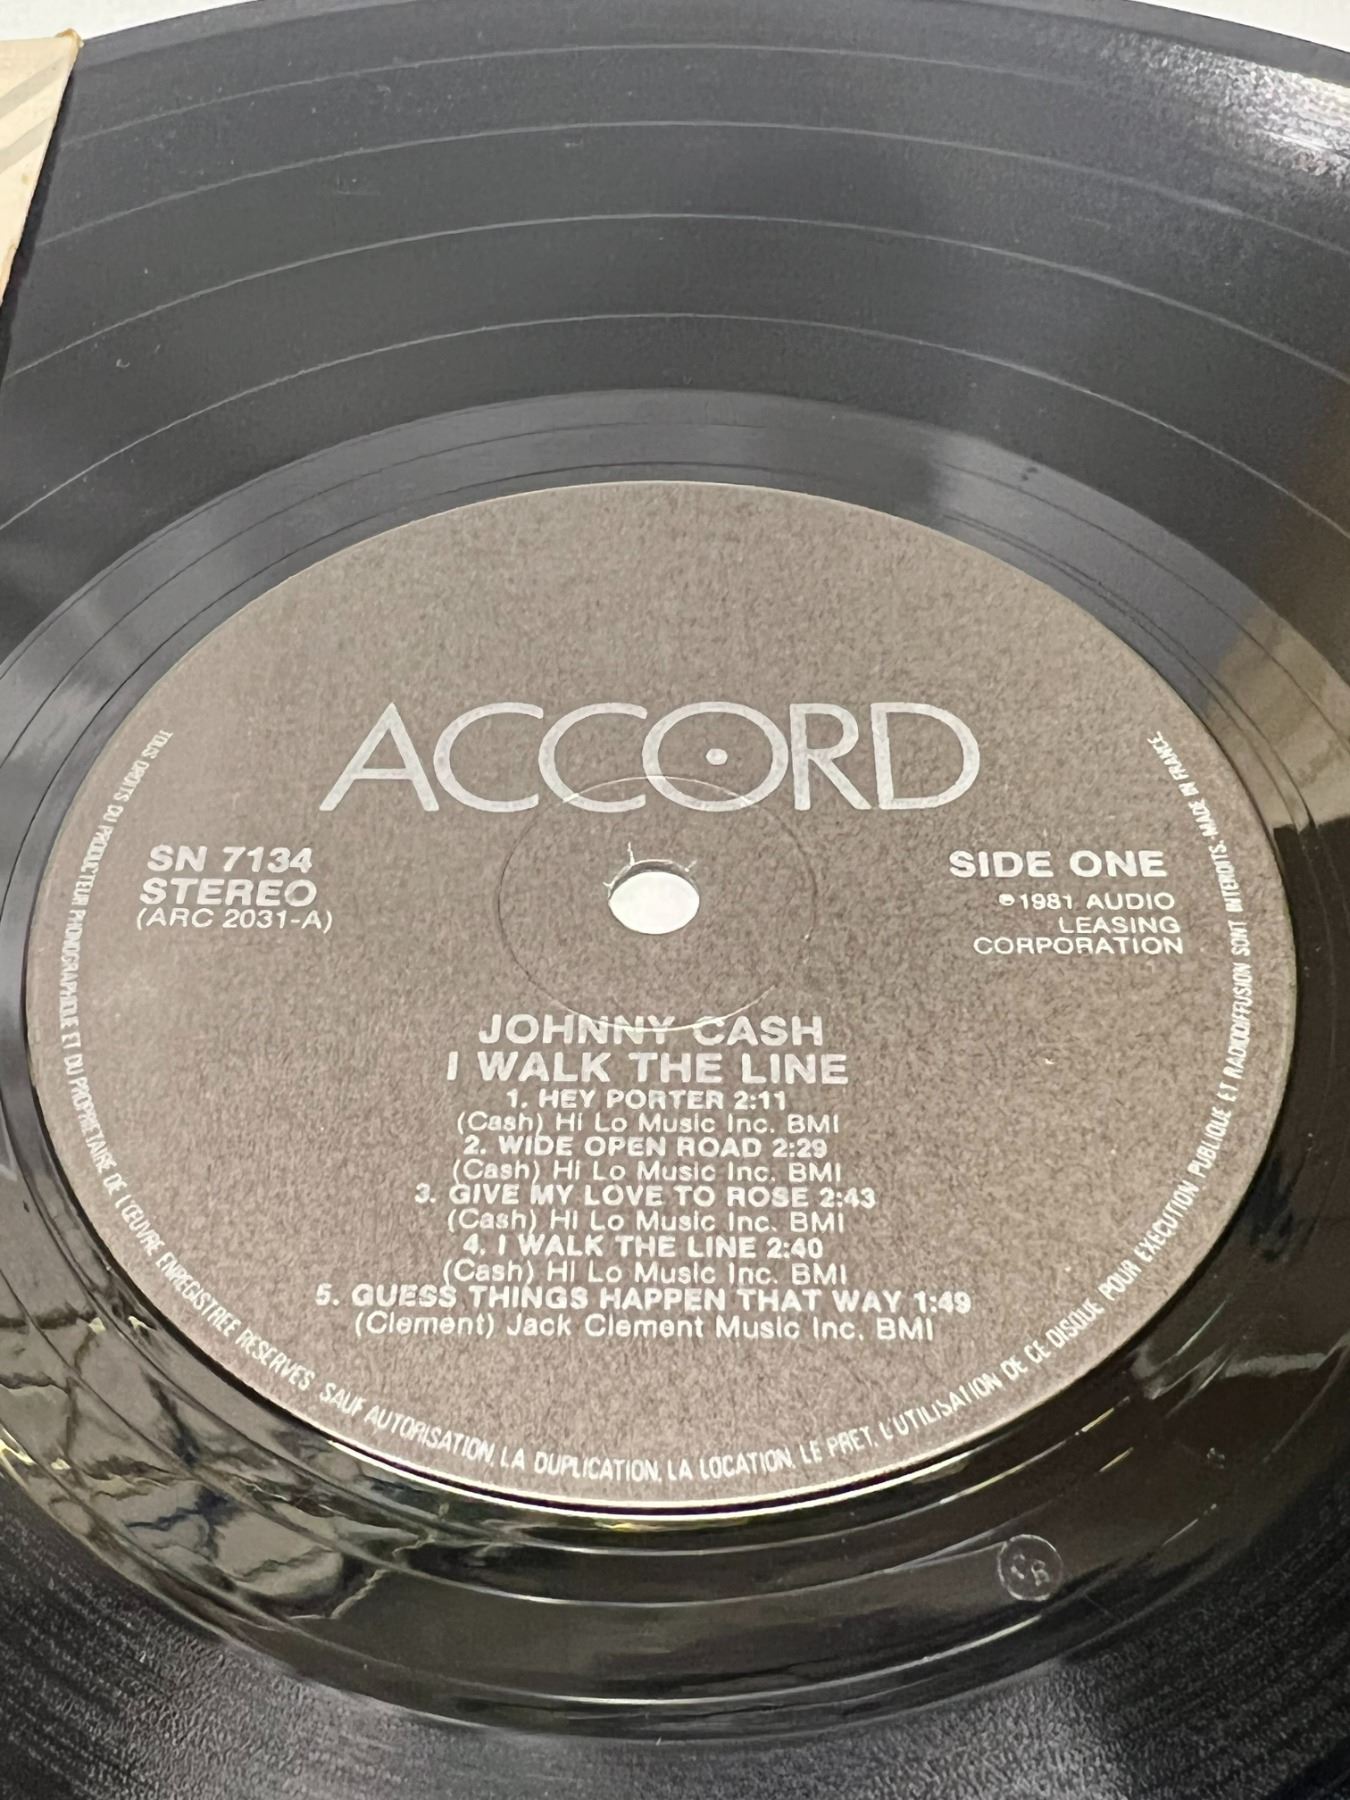 ACCORD
SN 7134
STEREO
(ARC 2031-A)
SIDE ONE
℗1981 AUDIO
LEASING
CORPORATION
JOHNNY CASH
I WALK THE LINE
1. HEY PORTER 2:11
(Cash) Hi Lo Music Inc. BMI
2. WIDE OPEN ROAD 2:29
(Cash) Hi Lo Music Inc. BMI
3. GIVE MY LOVE TO ROSE 2:43
(Cash) Hi Lo Music Inc. BMI
4. I WALK THE LINE 2:40
(Cash) Hi Lo Music Inc. BMI
5. GUESS THINGS HAPPEN THAT WAY 1:49
(Clement) Jack Clement Music Inc. BMI
TOUS DROITS DU PRODUCTEUR PHONOGRAPHIQUE ET DU PROPRIETAIRE DE L'ŒUVRE ENREGISTREE RESERVES. SAUF AUTORISATION, LA DUPLICATION, LA LOCATION, LE PRET, L'UTILISATION DE CE DISQUE POUR EXECUTION PUBLIQUE ET RADIODIFFUSION SONT INTERDITS. MADE IN FRANCE.